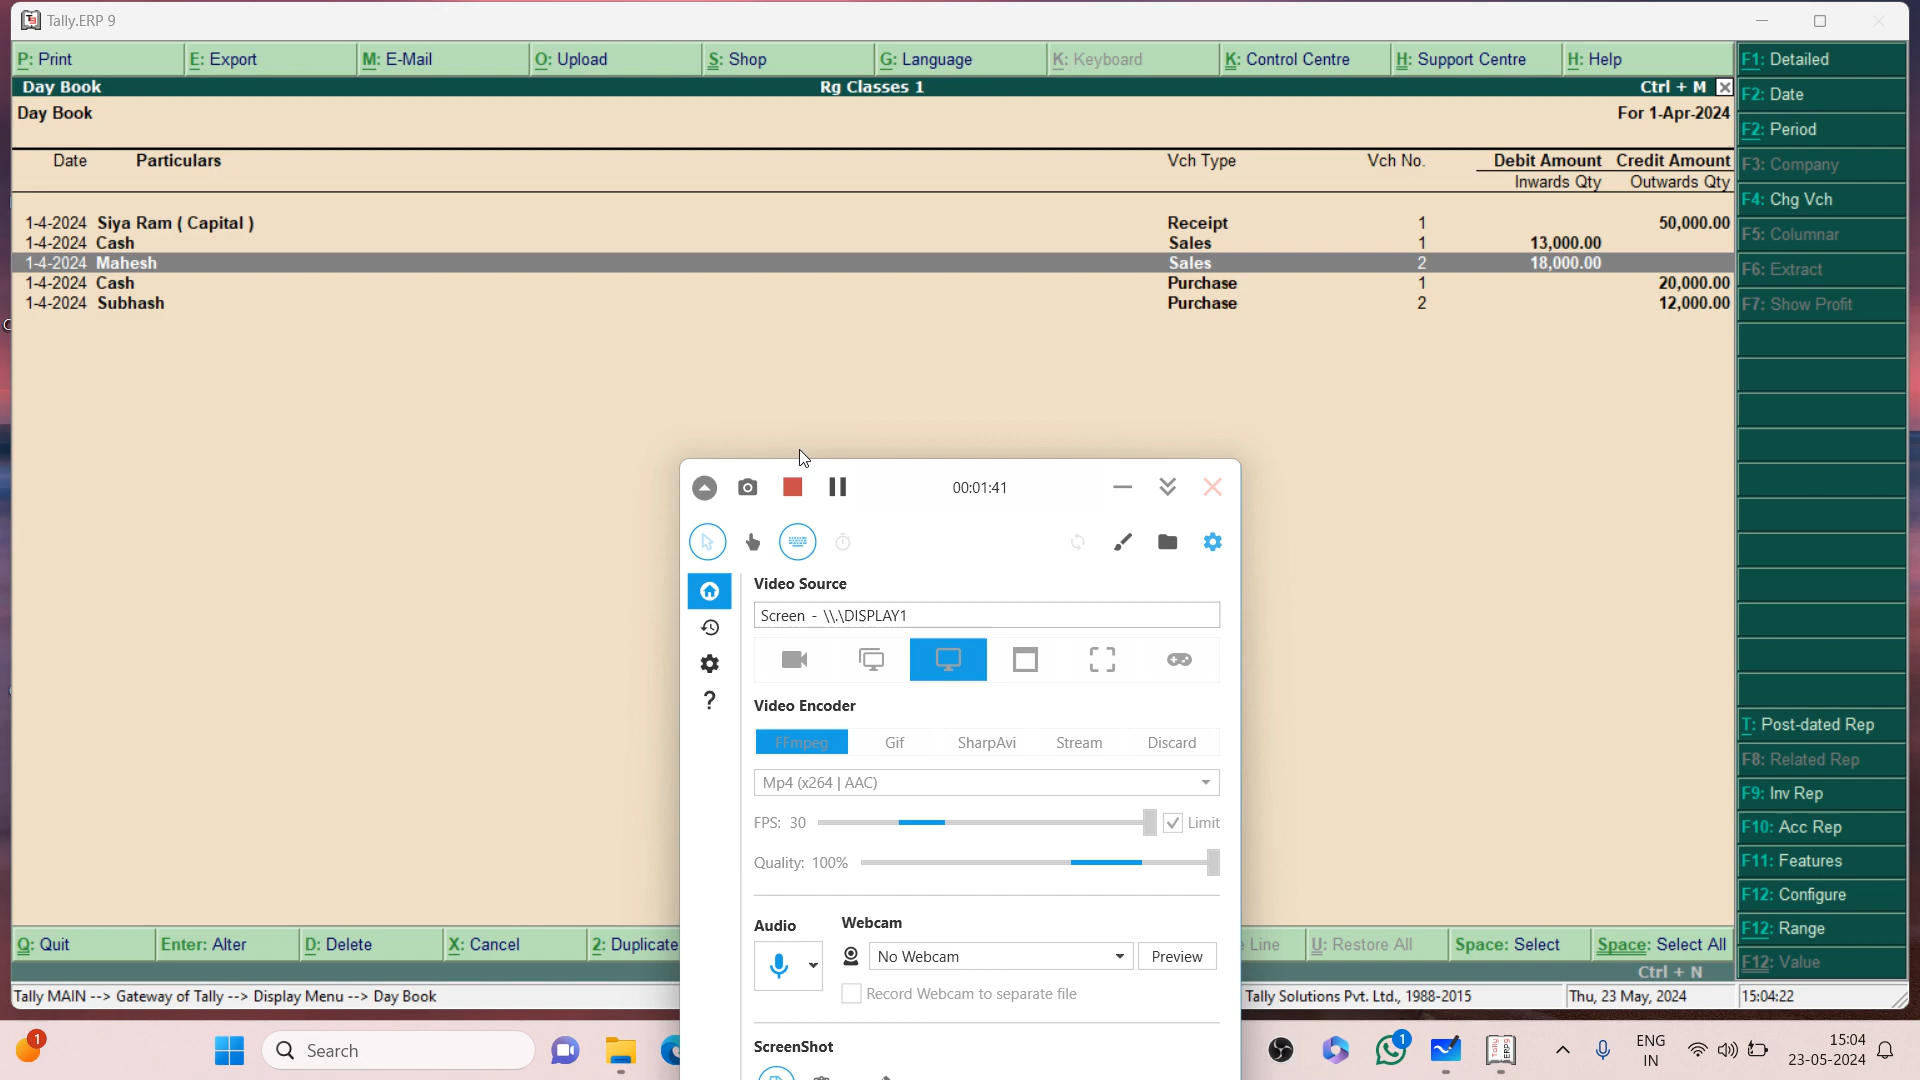 Tally.ERP 9
P: Print E: Export M: E-Mail O: Upload S: Shop G: Language K: Keyboard K: Control Centre H: Support Centre H: Help
Day Book Rg Classes 1 Ctrl + M
Day Book For 1-Apr-2024
Date Particulars Vch Type Vch No. Debit Amount Credit Amount
Inwards Qty Outwards Qty
1-4-2024 Siya Ram ( Capital ) Receipt 1 50,000.00
1-4-2024 Cash Sales 1 13,000.00
1-4-2024 Mahesh Sales 2 18,000.00
1-4-2024 Cash Purchase 1 20,000.00
1-4-2024 Subhash Purchase 2 12,000.00
F1: Detailed
F2: Date
F2: Period
F3: Company
F4: Chg Vch
F5: Columnar
F6: Extract
F7: Show Profit
T: Post-dated Rep
F8: Related Rep
F9: Inv Rep
F10: Acc Rep
F11: Features
F12: Configure
F12: Range
F12: Value
00:01:41
Video Source
Screen - \\.\DISPLAY1
Video Encoder
FFmpeg Gif SharpAvi Stream Discard
Mp4 (x264 | AAC)
FPS: 30 Limit
Quality: 100%
Audio Webcam
No Webcam Preview
Record Webcam to separate file
ScreenShot
Q: Quit Enter: Alter D: Delete X: Cancel 2: Duplicate e Line U: Restore All Space: Select Space: Select All
Ctrl + N
Tally MAIN --> Gateway of Tally --> Display Menu --> Day Book Tally Solutions Pvt. Ltd., 1988-2015 Thu, 23 May, 2024 15:04:22
1 Search 1 Tally ERP9 ENG 15:04
IN 23-05-2024